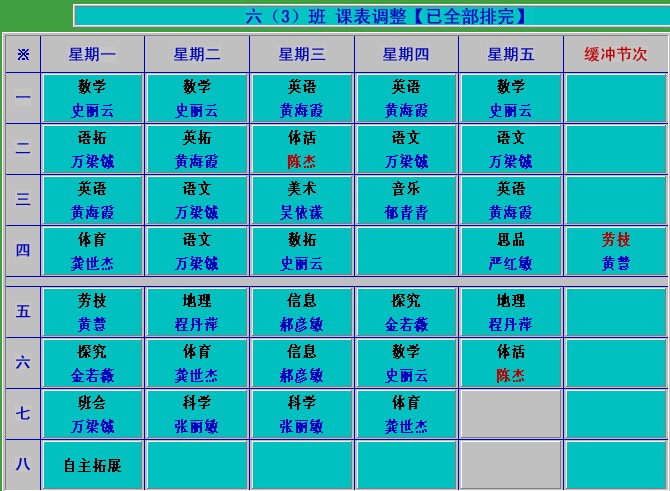 六（3）班 课表调整【已全部排完】
※ 星期一 星期二 星期三 星期四 星期五 缓冲节次
一 数学 数学 英语 英语 数学
史丽云 史丽云 黄海霞 黄海霞 史丽云
二 语拓 英拓 体活 语文 语文
万梁铖 黄海霞 陈杰 万梁铖 万梁铖
三 英语 语文 美术 音乐 英语
黄海霞 万梁铖 吴依漾 郁青青 黄海霞
四 体育 语文 数拓 思品 劳技
龚世杰 万梁铖 史丽云 严红敏 黄慧
五 劳技 地理 信息 探究 地理
黄慧 程丹萍 郝彦敏 金若薇 程丹萍
六 探究 体育 信息 数学 体活
金若薇 龚世杰 郝彦敏 史丽云 陈杰
七 班会 科学 科学 体育
万梁铖 张丽敏 张丽敏 龚世杰
八 自主拓展